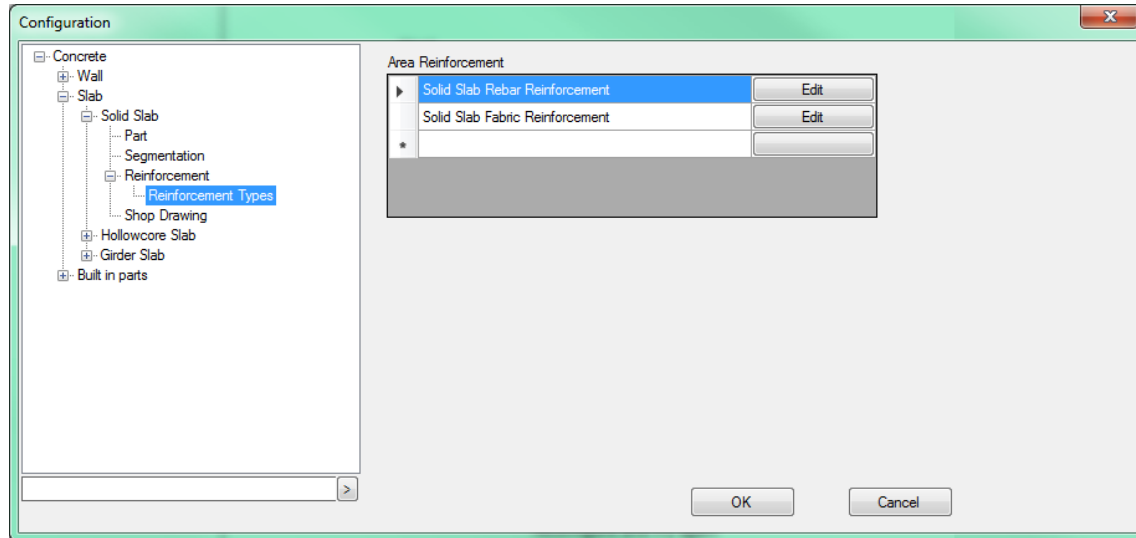 Configuration
Concrete
Wall
Slab
Solid Slab
Part
Segmentation
Reinforcement
Reinforcement Types
Shop Drawing
Hollowcore Slab
Girder Slab
Built in parts
>
Area Reinforcement
Solid Slab Rebar Reinforcement Edit
Solid Slab Fabric Reinforcement Edit
*
OK Cancel